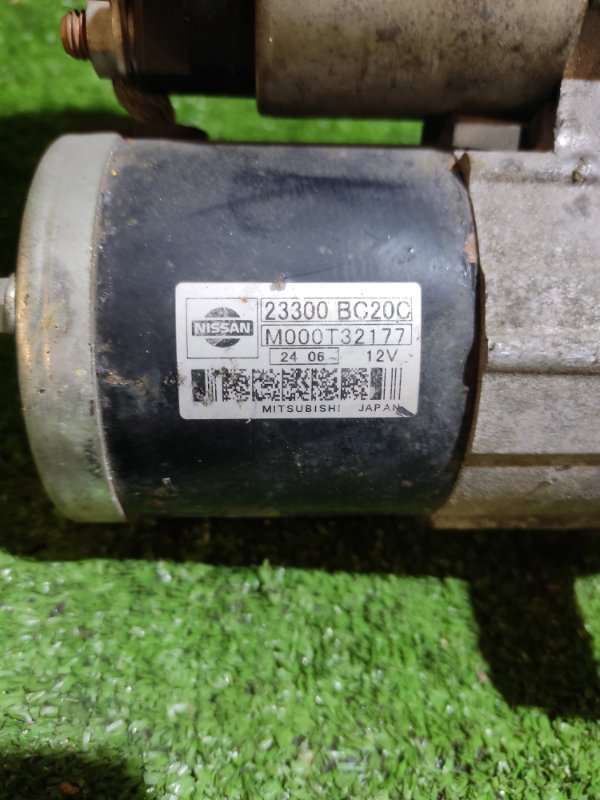 NISSAN
23300 BC20C
M000T32177
24 06 12V
MITSUBISHI JAPAN